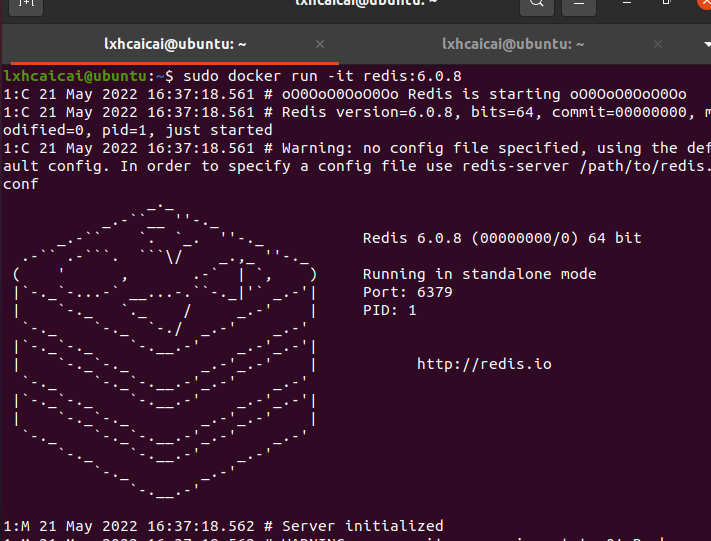 lxhcaicai@ubuntu: ~
lxhcaicai@ubuntu: ~ × lxhcaicai@ubuntu: ~ ×
lxhcaicai@ubuntu:~$ sudo docker run -it redis:6.0.8
1:C 21 May 2022 16:37:18.561 # oO0OoO0OoO0Oo Redis is starting oO0OoO0OoO0Oo
1:C 21 May 2022 16:37:18.561 # Redis version=6.0.8, bits=64, commit=00000000, m
odified=0, pid=1, just started
1:C 21 May 2022 16:37:18.561 # Warning: no config file specified, using the def
ault config. In order to specify a config file use redis-server /path/to/redis.
conf
Redis 6.0.8 (00000000/0) 64 bit
Running in standalone mode
Port: 6379
PID: 1
http://redis.io
1:M 21 May 2022 16:37:18.562 # Server initialized